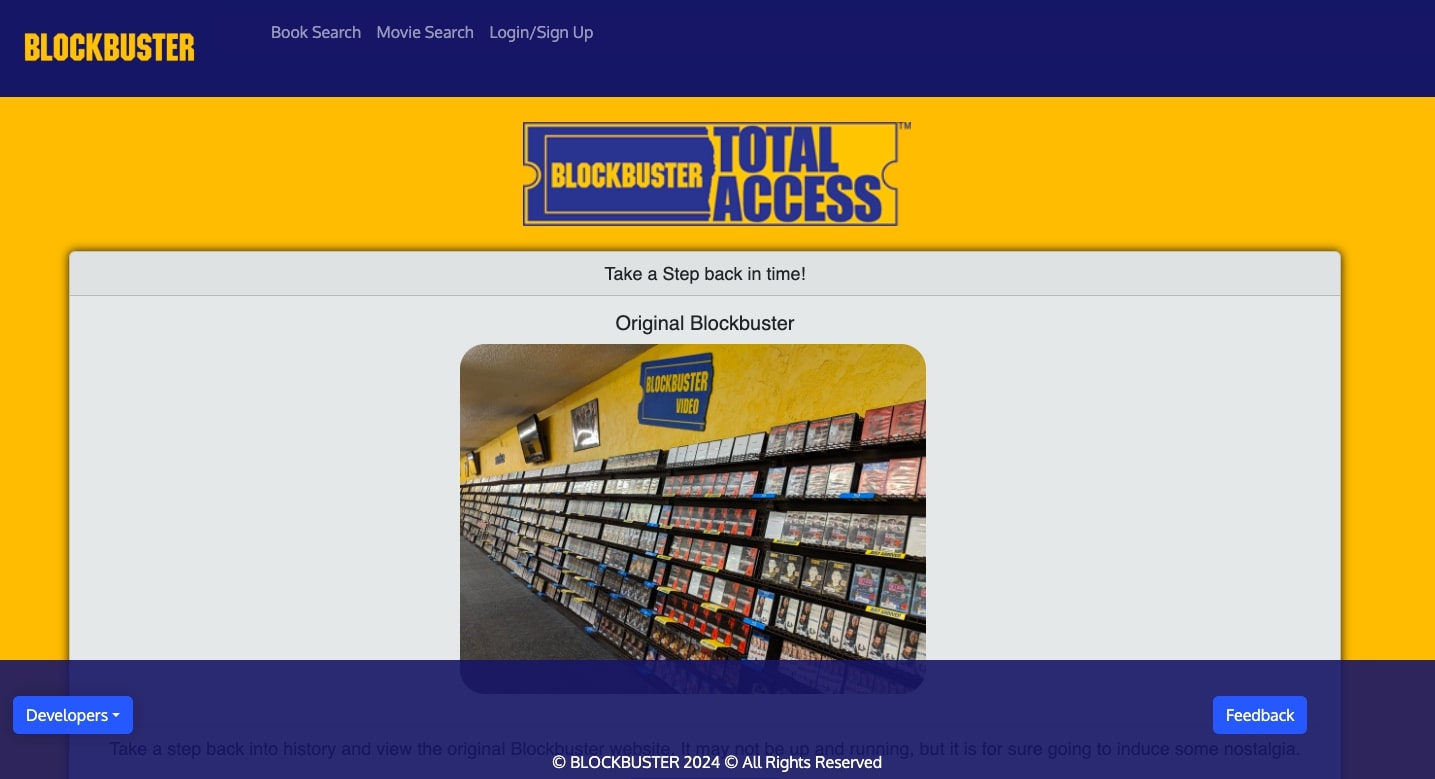 BLOCKBUSTER
Book Search Movie Search Login/Sign Up
BLOCKBUSTER TOTAL ACCESS™
Take a Step back in time!
Original Blockbuster
BLOCKBUSTER
VIDEO
Developers
Feedback
Take a step back into history and view the original Blockbuster website. It may not be up and running, but it is for sure going to induce some nostalgia.
© BLOCKBUSTER 2024 © All Rights Reserved